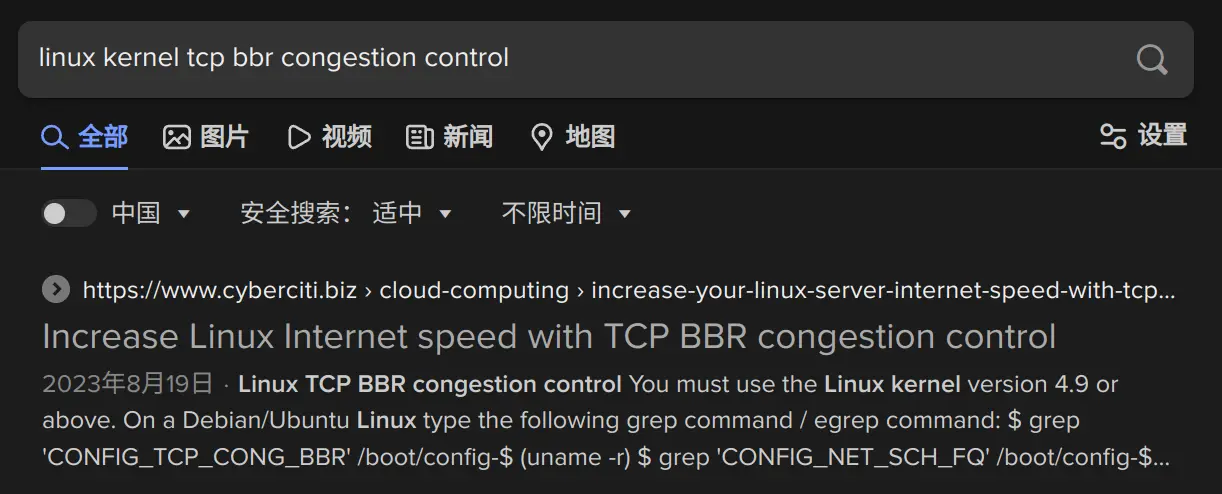 linux kernel tcp bbr congestion control
全部 图片 视频 新闻 地图 设置
中国 安全搜索： 适中 不限时间
https://www.cyberciti.biz › cloud-computing › increase-your-linux-server-internet-speed-with-tcp...
Increase Linux Internet speed with TCP BBR congestion control
2023年8月19日 · Linux TCP BBR congestion control You must use the Linux kernel version 4.9 or
above. On a Debian/Ubuntu Linux type the following grep command / egrep command: $ grep
'CONFIG_TCP_CONG_BBR' /boot/config-$ (uname -r) $ grep 'CONFIG_NET_SCH_FQ' /boot/config-$...